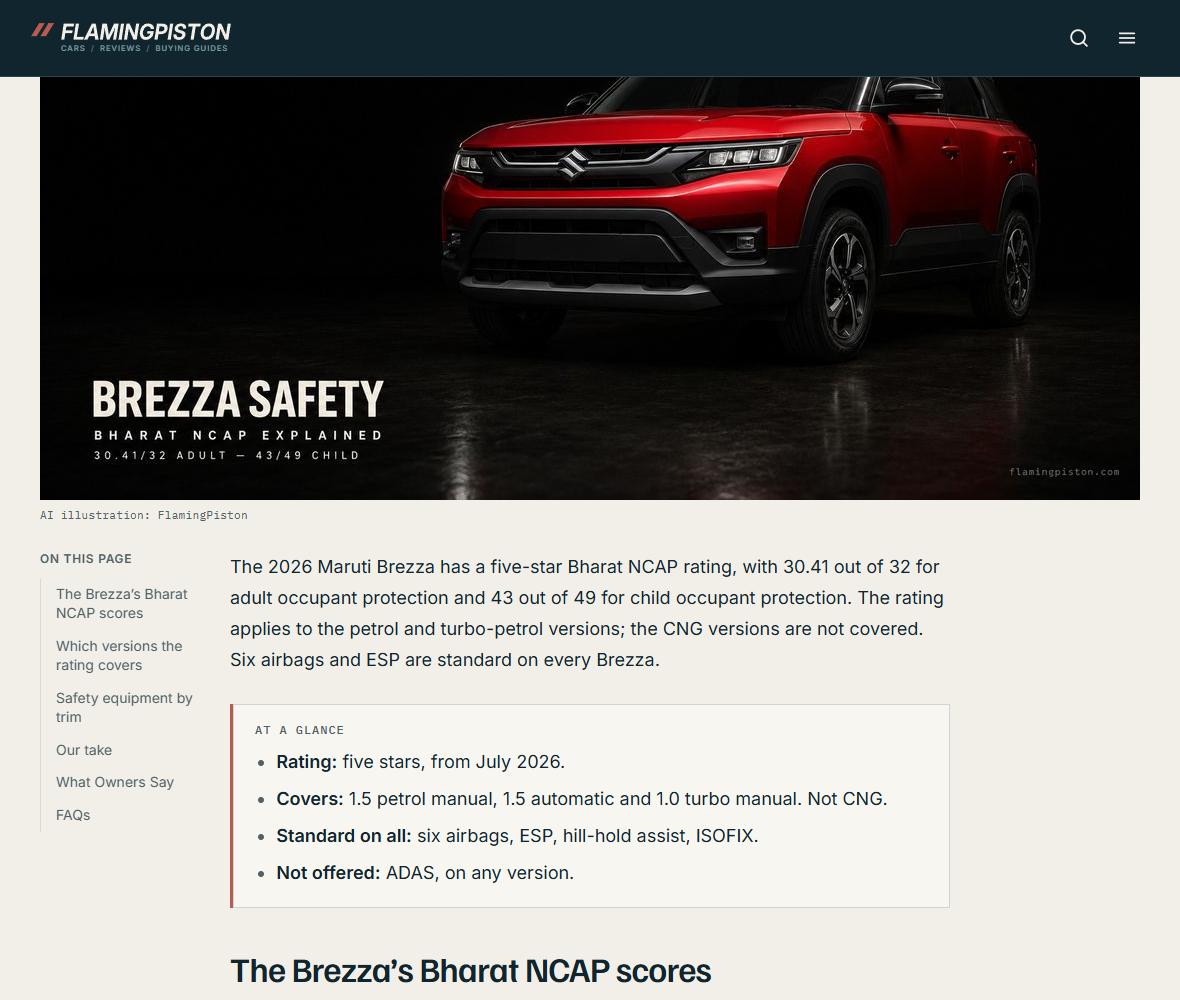 FLAMINGPISTON
CARS / REVIEWS / BUYING GUIDES
BREZZA SAFETY
BHARAT NCAP EXPLAINED
30.41/32 ADULT — 43/49 CHILD
flamingpiston.com
AI illustration: FlamingPiston
ON THIS PAGE
The Brezza’s Bharat
NCAP scores
Which versions the
rating covers
Safety equipment by
trim
Our take
What Owners Say
FAQs
The 2026 Maruti Brezza has a five-star Bharat NCAP rating, with 30.41 out of 32 for
adult occupant protection and 43 out of 49 for child occupant protection. The rating
applies to the petrol and turbo-petrol versions; the CNG versions are not covered.
Six airbags and ESP are standard on every Brezza.
AT A GLANCE
Rating: five stars, from July 2026.
Covers: 1.5 petrol manual, 1.5 automatic and 1.0 turbo manual. Not CNG.
Standard on all: six airbags, ESP, hill-hold assist, ISOFIX.
Not offered: ADAS, on any version.
The Brezza’s Bharat NCAP scores